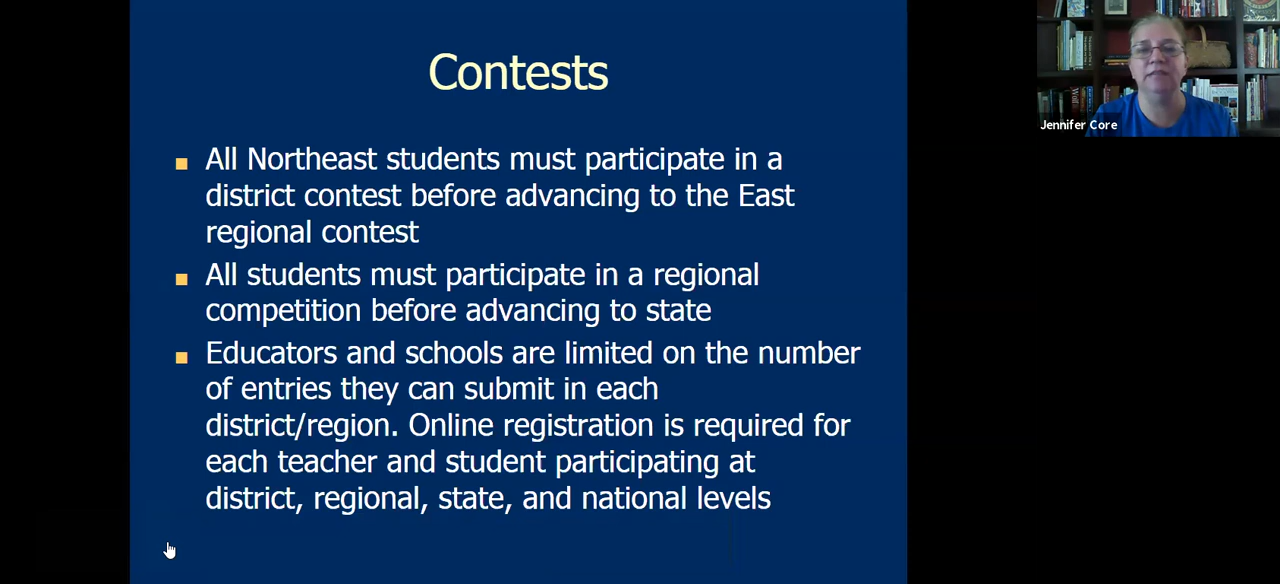 Contests
All Northeast students must participate in a
district contest before advancing to the East
regional contest
All students must participate in a regional
competition before advancing to state
Educators and schools are limited on the number
of entries they can submit in each
district/region. Online registration is required for
each teacher and student participating at
district, regional, state, and national levels
Jennifer Core